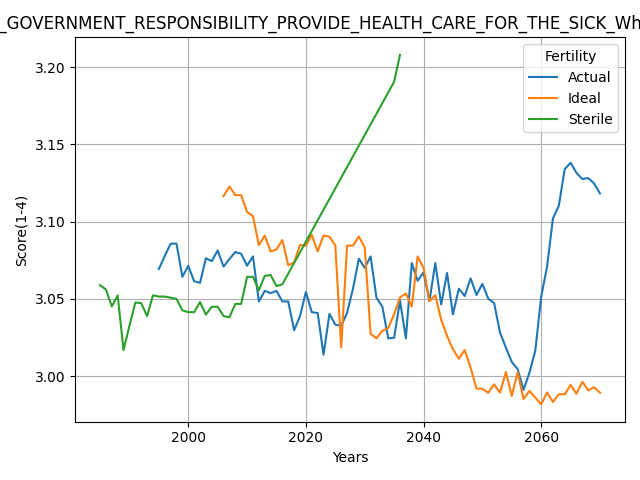 _GOVERNMENT_RESPONSIBILITY_PROVIDE_HEALTH_CARE_FOR_THE_SICK_Wh
3.20
3.15
3.10
3.05
3.00
Score(1-4)
Fertility
Actual
Ideal
Sterile
2000 2020 2040 2060
Years